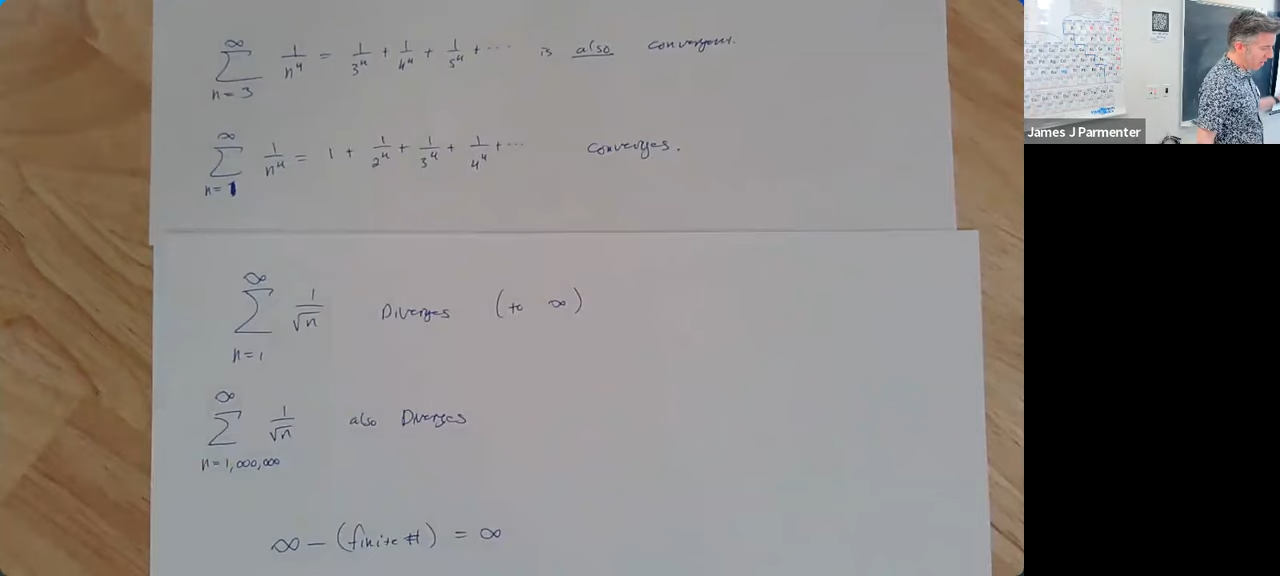 ∞
∑ 1/n⁴ = 1/3⁴ + 1/4⁴ + 1/5⁴ + ··· is also convergent.
n = 3
∞
∑ 1/n⁴ = 1 + 1/2⁴ + 1/3⁴ + 1/4⁴ + ··· converges.
n = 1
∞
∑ 1/√n Diverges (to ∞)
n = 1
∞
∑ 1/√n also Diverges
n = 1,000,000
∞ − (finite #) = ∞
James J Parmenter